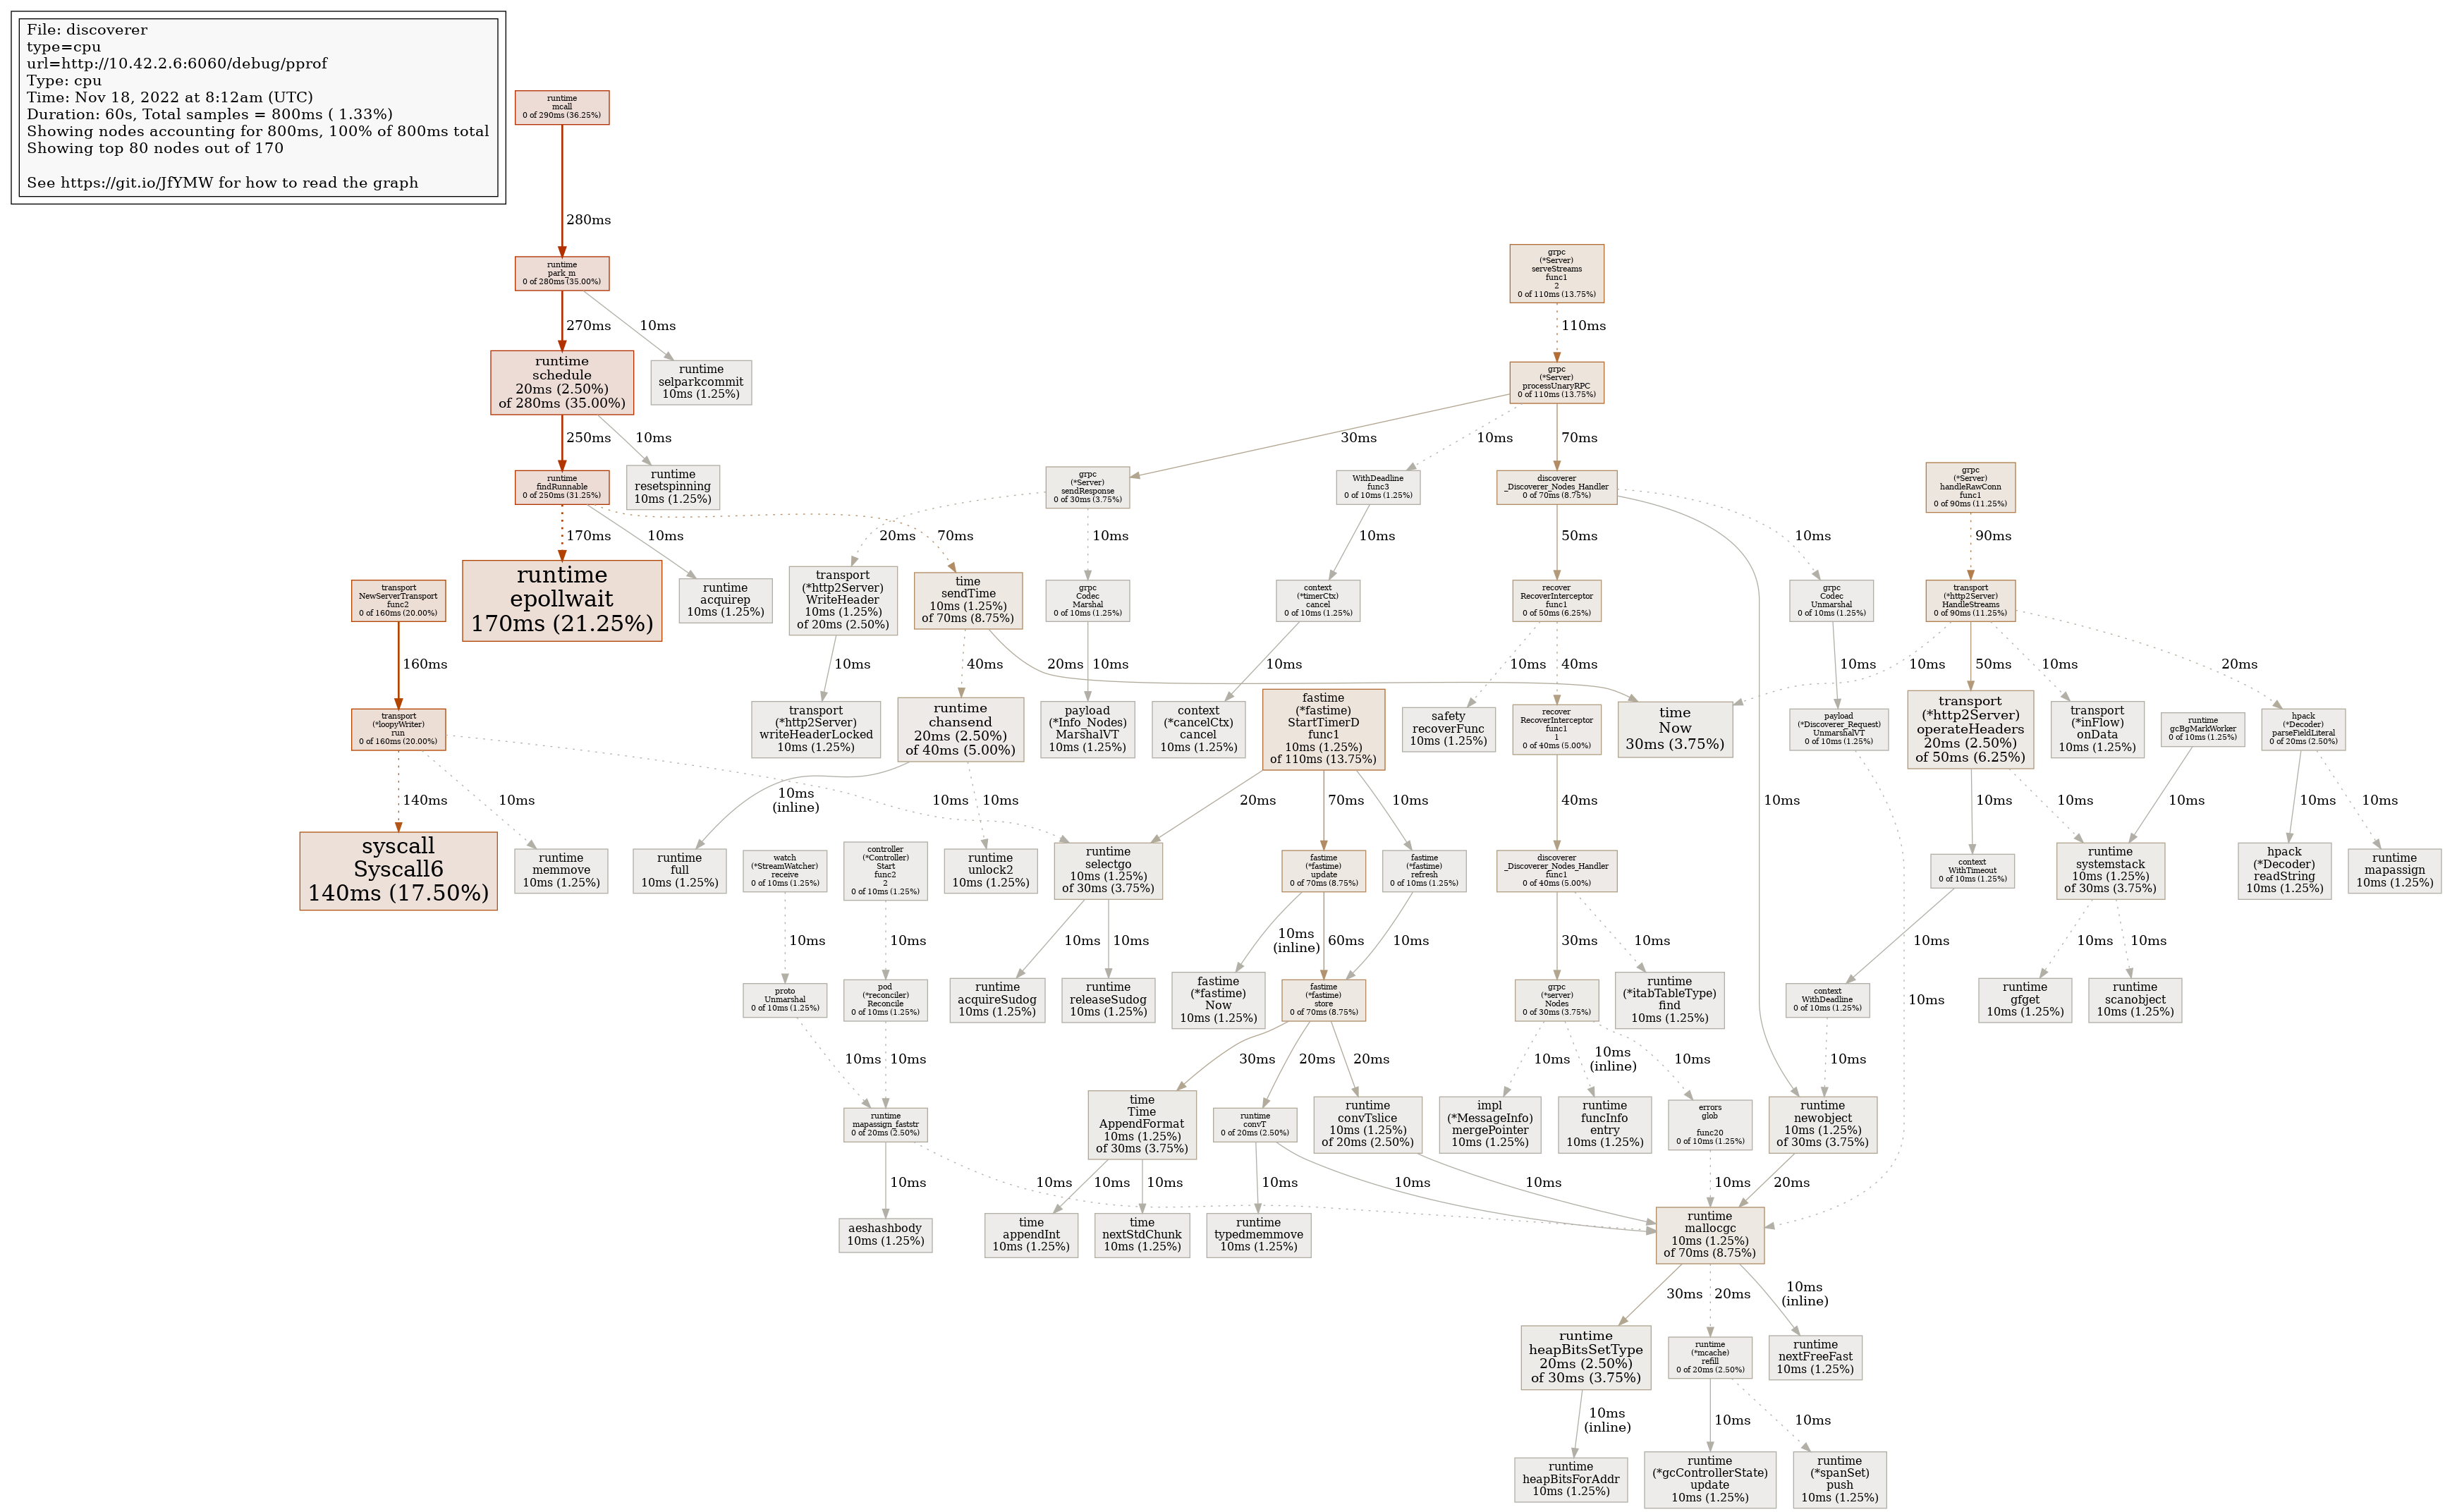 File: discoverer
type=cpu
url=http://10.42.2.6:6060/debug/pprof
Type: cpu
Time: Nov 18, 2022 at 8:12am (UTC)
Duration: 60s, Total samples = 800ms ( 1.33%)
Showing nodes accounting for 800ms, 100% of 800ms total
Showing top 80 nodes out of 170
See https://git.io/JfYMW for how to read the graph
runtime
mcall
0 of 290ms (36.25%)
280ms
runtime
park_m
0 of 280ms (35.00%)
grpc
(*Server)
serveStreams
func1
2
0 of 110ms (13.75%)
270ms
10ms
110ms
runtime
schedule
20ms (2.50%)
of 280ms (35.00%)
runtime
selparkcommit
10ms (1.25%)
grpc
(*Server)
processUnaryRPC
0 of 110ms (13.75%)
250ms
10ms
30ms
10ms
70ms
runtime
findRunnable
0 of 250ms (31.25%)
runtime
resetspinning
10ms (1.25%)
grpc
(*Server)
sendResponse
0 of 30ms (3.75%)
WithDeadline
func3
0 of 10ms (1.25%)
discoverer
_Discoverer_Nodes_Handler
0 of 70ms (8.75%)
grpc
(*Server)
handleRawConn
func1
0 of 90ms (11.25%)
170ms
10ms
20ms
70ms
10ms
10ms
50ms
10ms
90ms
transport
NewServerTransport
func2
0 of 160ms (20.00%)
runtime
epollwait
170ms (21.25%)
runtime
acquirep
10ms (1.25%)
transport
(*http2Server)
WriteHeader
10ms (1.25%)
of 20ms (2.50%)
time
sendTime
10ms (1.25%)
of 70ms (8.75%)
grpc
Codec
Marshal
0 of 10ms (1.25%)
context
(*timerCtx)
cancel
0 of 10ms (1.25%)
recover
RecoverInterceptor
func1
0 of 50ms (6.25%)
grpc
Codec
Unmarshal
0 of 10ms (1.25%)
transport
(*http2Server)
HandleStreams
0 of 90ms (11.25%)
160ms
10ms
40ms
20ms
10ms
10ms
10ms
40ms
10ms
10ms
50ms
10ms
20ms
transport
(*loopyWriter)
run
0 of 160ms (20.00%)
transport
(*http2Server)
writeHeaderLocked
10ms (1.25%)
runtime
chansend
20ms (2.50%)
of 40ms (5.00%)
payload
(*Info_Nodes)
MarshalVT
10ms (1.25%)
context
(*cancelCtx)
cancel
10ms (1.25%)
fastime
(*fastime)
StartTimerD
func1
10ms (1.25%)
of 110ms (13.75%)
safety
recoverFunc
10ms (1.25%)
recover
RecoverInterceptor
func1
1
0 of 40ms (5.00%)
time
Now
30ms (3.75%)
payload
(*Discoverer_Request)
UnmarshalVT
0 of 10ms (1.25%)
transport
(*http2Server)
operateHeaders
20ms (2.50%)
of 50ms (6.25%)
transport
(*inFlow)
onData
10ms (1.25%)
runtime
gcBgMarkWorker
0 of 10ms (1.25%)
hpack
(*Decoder)
parseFieldLiteral
0 of 20ms (2.50%)
140ms
10ms
10ms
(inline)
10ms
10ms
20ms
70ms
10ms
40ms
10ms
10ms
10ms
10ms
10ms
10ms
syscall
Syscall6
140ms (17.50%)
runtime
memmove
10ms (1.25%)
runtime
full
10ms (1.25%)
watch
(*StreamWatcher)
receive
0 of 10ms (1.25%)
controller
(*Controller)
Start
func2
2
0 of 10ms (1.25%)
runtime
unlock2
10ms (1.25%)
runtime
selectgo
10ms (1.25%)
of 30ms (3.75%)
fastime
(*fastime)
update
0 of 70ms (8.75%)
fastime
(*fastime)
refresh
0 of 10ms (1.25%)
discoverer
_Discoverer_Nodes_Handler
func1
0 of 40ms (5.00%)
context
WithTimeout
0 of 10ms (1.25%)
runtime
systemstack
10ms (1.25%)
of 30ms (3.75%)
hpack
(*Decoder)
readString
10ms (1.25%)
runtime
mapassign
10ms (1.25%)
10ms
10ms
10ms
10ms
10ms
(inline)
60ms
10ms
30ms
10ms
10ms
10ms
10ms
proto
Unmarshal
0 of 10ms (1.25%)
pod
(*reconciler)
Reconcile
0 of 10ms (1.25%)
runtime
acquireSudog
10ms (1.25%)
runtime
releaseSudog
10ms (1.25%)
fastime
(*fastime)
Now
10ms (1.25%)
fastime
(*fastime)
store
0 of 70ms (8.75%)
grpc
(*server)
Nodes
0 of 30ms (3.75%)
runtime
(*itabTableType)
find
10ms (1.25%)
10ms
context
WithDeadline
0 of 10ms (1.25%)
runtime
gfget
10ms (1.25%)
runtime
scanobject
10ms (1.25%)
10ms
10ms
30ms
20ms
20ms
10ms
10ms
(inline)
10ms
10ms
runtime
mapassign_faststr
0 of 20ms (2.50%)
time
Time
AppendFormat
10ms (1.25%)
of 30ms (3.75%)
runtime
convT
0 of 20ms (2.50%)
runtime
convTslice
10ms (1.25%)
of 20ms (2.50%)
impl
(*MessageInfo)
mergePointer
10ms (1.25%)
runtime
funcInfo
entry
10ms (1.25%)
errors
glob

func20
0 of 10ms (1.25%)
runtime
newobject
10ms (1.25%)
of 30ms (3.75%)
10ms
10ms
10ms
10ms
10ms
10ms
10ms
10ms
20ms
aeshashbody
10ms (1.25%)
time
appendInt
10ms (1.25%)
time
nextStdChunk
10ms (1.25%)
runtime
typedmemmove
10ms (1.25%)
runtime
mallocgc
10ms (1.25%)
of 70ms (8.75%)
30ms
20ms
10ms
(inline)
runtime
heapBitsSetType
20ms (2.50%)
of 30ms (3.75%)
runtime
(*mcache)
refill
0 of 20ms (2.50%)
runtime
nextFreeFast
10ms (1.25%)
10ms
(inline)
10ms
10ms
runtime
heapBitsForAddr
10ms (1.25%)
runtime
(*gcControllerState)
update
10ms (1.25%)
runtime
(*spanSet)
push
10ms (1.25%)